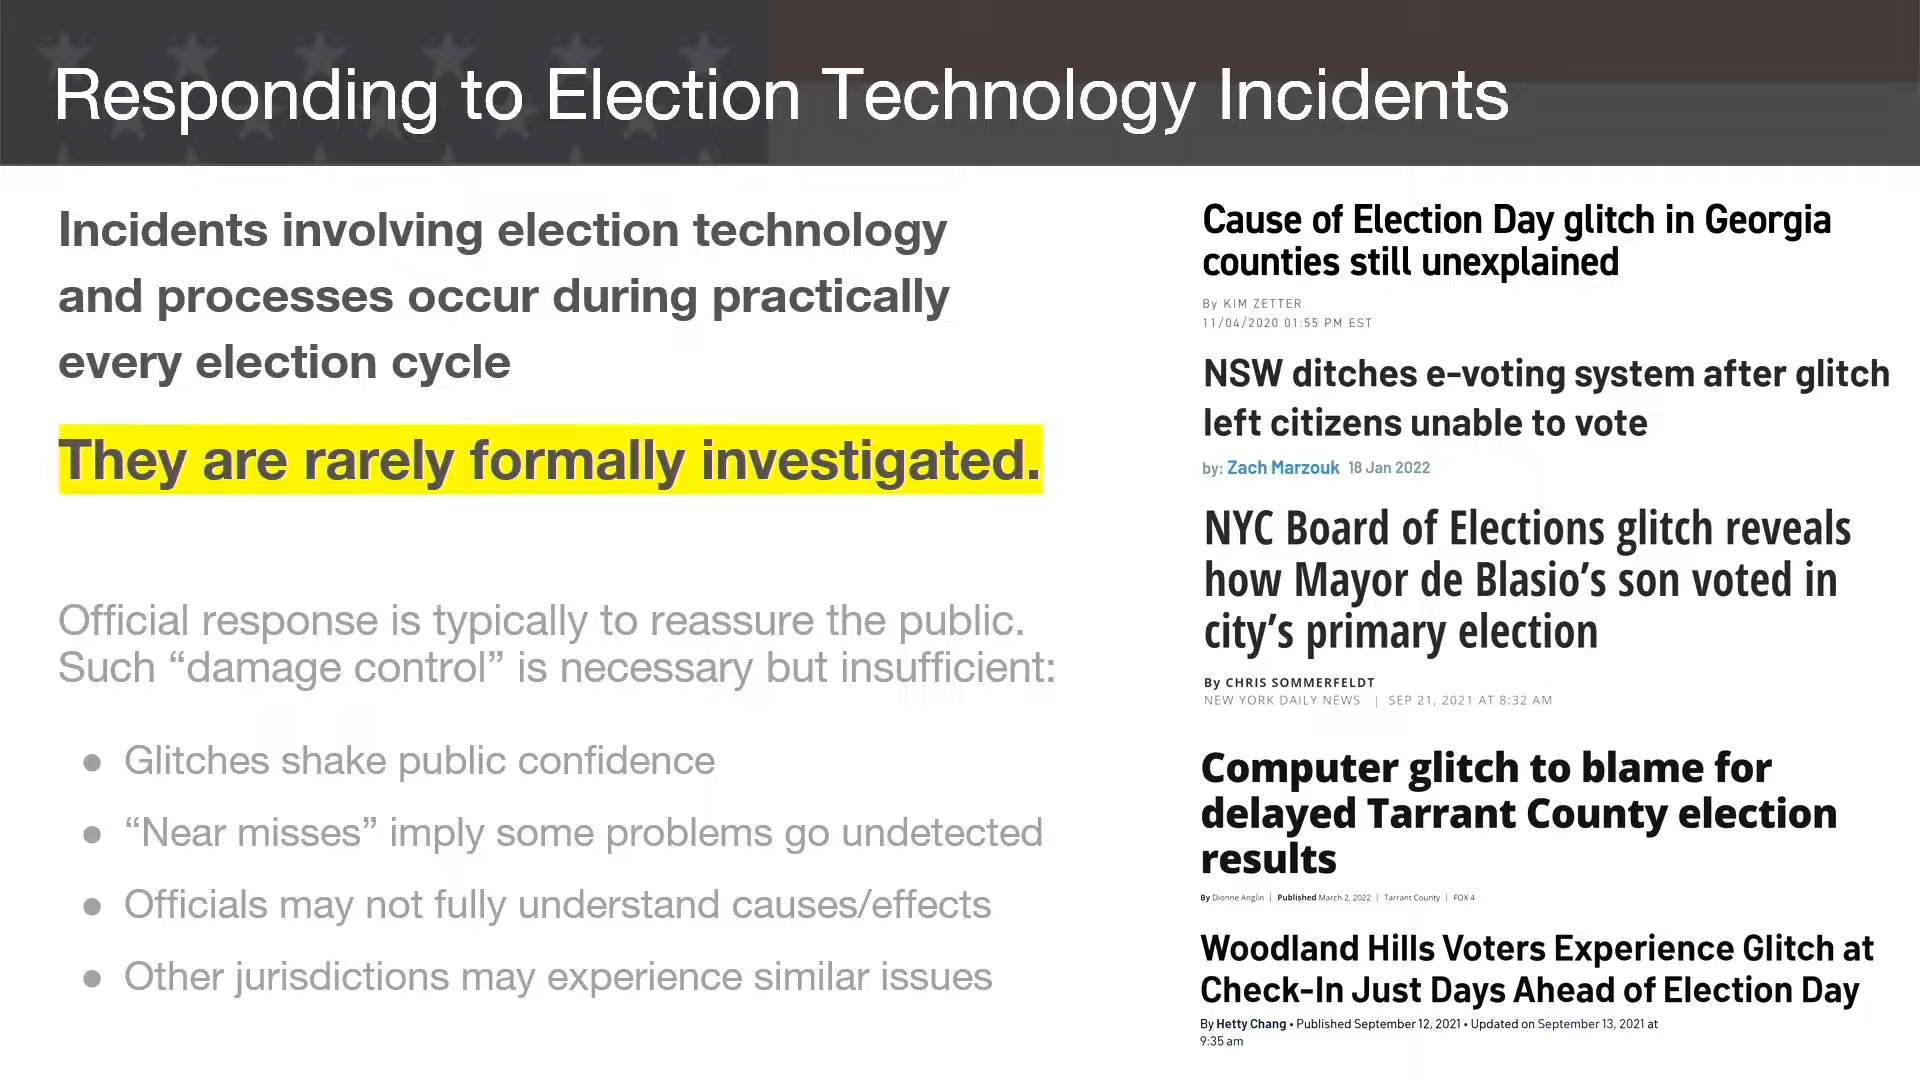 Responding to Election Technology Incidents
Incidents involving election technology
and processes occur during practically
every election cycle
They are rarely formally investigated.
Official response is typically to reassure the public.
Such “damage control” is necessary but insufficient:
● Glitches shake public confidence
● “Near misses” imply some problems go undetected
● Officials may not fully understand causes/effects
● Other jurisdictions may experience similar issues
Cause of Election Day glitch in Georgia
counties still unexplained
By KIM ZETTER
11/04/2020 01:55 PM EST
NSW ditches e-voting system after glitch
left citizens unable to vote
by: Zach Marzouk 18 Jan 2022
NYC Board of Elections glitch reveals
how Mayor de Blasio’s son voted in
city’s primary election
By CHRIS SOMMERFELDT
NEW YORK DAILY NEWS | SEP 21, 2021 AT 8:32 AM
Computer glitch to blame for
delayed Tarrant County election
results
By Dionne Anglin | Published March 2, 2022 | Tarrant County | FOX 4
Woodland Hills Voters Experience Glitch at
Check-In Just Days Ahead of Election Day
By Hetty Chang • Published September 12, 2021 • Updated on September 13, 2021 at
9:35 am